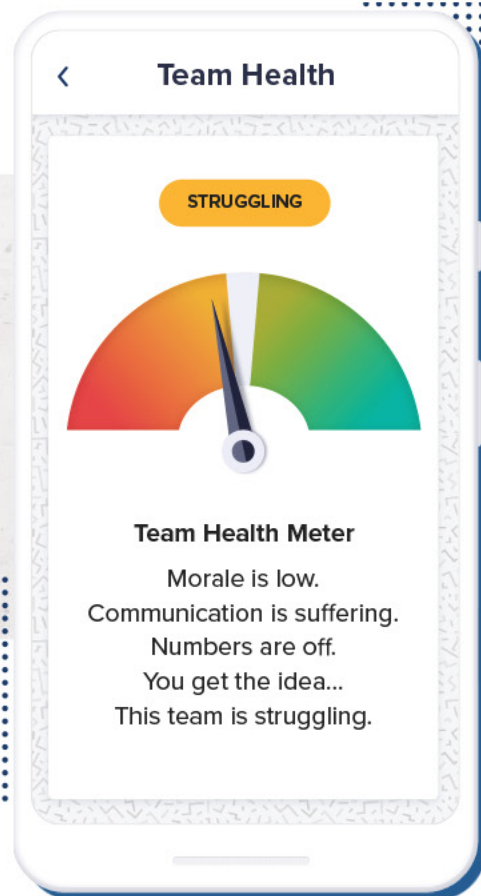 Team Health
STRUGGLING
Team Health Meter
Morale is low.
Communication is suffering.
Numbers are off.
You get the idea...
This team is struggling.